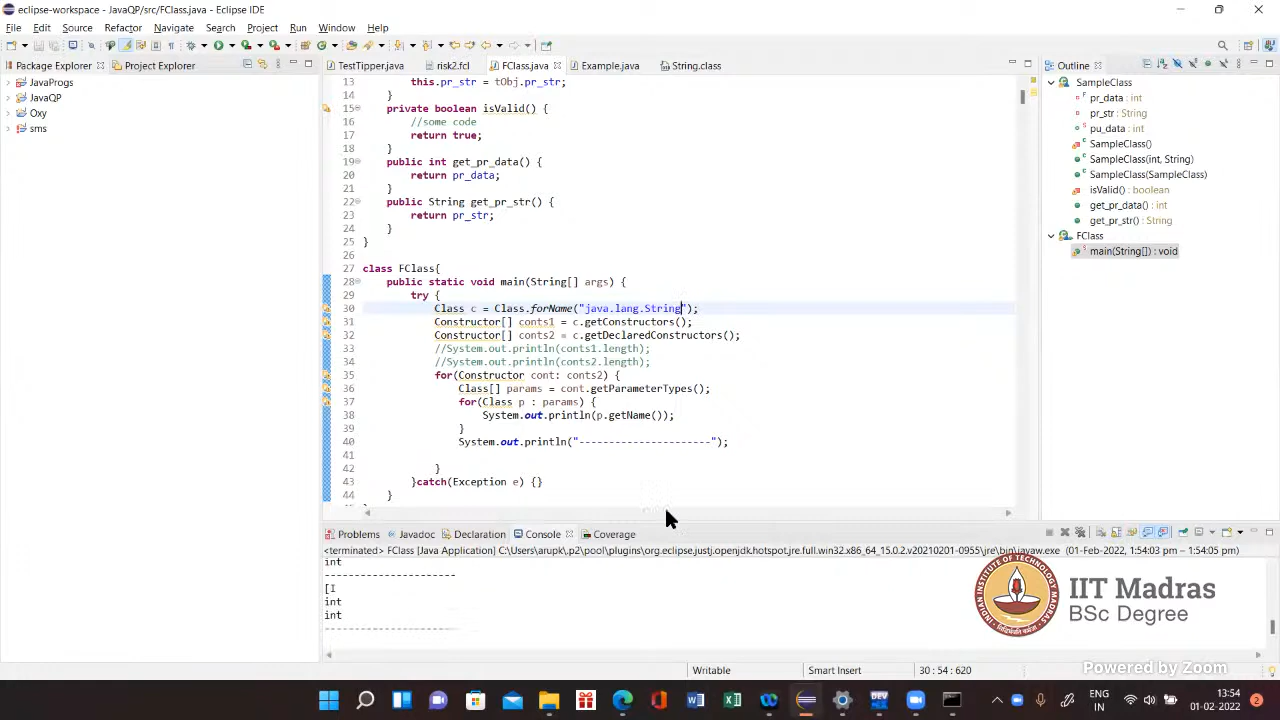 eclipse-workspace - JavaQP/src/FClass.java - Eclipse IDE
File Edit Source Refactor Navigate Search Project Run Window Help
Package Explorer Project Explorer
JavaProgs
JavaQP
Oxy
sms
TestTipper.java risk2.fcl FClass.java Example.java String.class
13 this.pr_str = tObj.pr_str;
14 }
15 private boolean isValid() {
16 //some code
17 return true;
18 }
19 public int get_pr_data() {
20 return pr_data;
21 }
22 public String get_pr_str() {
23 return pr_str;
24 }
25 }
26
27 class FClass{
28 public static void main(String[] args) {
29 try {
30 Class c = Class.forName("java.lang.String");
31 Constructor[] conts1 = c.getConstructors();
32 Constructor[] conts2 = c.getDeclaredConstructors();
33 //System.out.println(conts1.length);
34 //System.out.println(conts2.length);
35 for(Constructor cont: conts2) {
36 Class[] params = cont.getParameterTypes();
37 for(Class p : params) {
38 System.out.println(p.getName());
39 }
40 System.out.println("----------------------");
41
42 }
43 }catch(Exception e) {}
44 }
Outline
SampleClass
pr_data : int
pr_str : String
pu_data : int
SampleClass()
SampleClass(int, String)
SampleClass(SampleClass)
isValid() : boolean
get_pr_data() : int
get_pr_str() : String
FClass
main(String[]) : void
Problems Javadoc Declaration Console Coverage
<terminated> FClass [Java Application] C:\Users\arupk\.p2\pool\plugins\org.eclipse.justj.openjdk.hotspot.jre.full.win32.x86_64_15.0.2.v20210201-0955\jre\bin\javaw.exe (01-Feb-2022, 1:54:03 pm – 1:54:05 pm)
int
----------------------
[I
int
int
----------------------
INDIAN INSTITUTE OF TECHNOLOGY MADRAS
IIT Madras
BSc Degree
Writable Smart Insert 30 : 54 : 620
Powered by Zoom
DEV
ENG
IN
13:54
01-02-2022
2